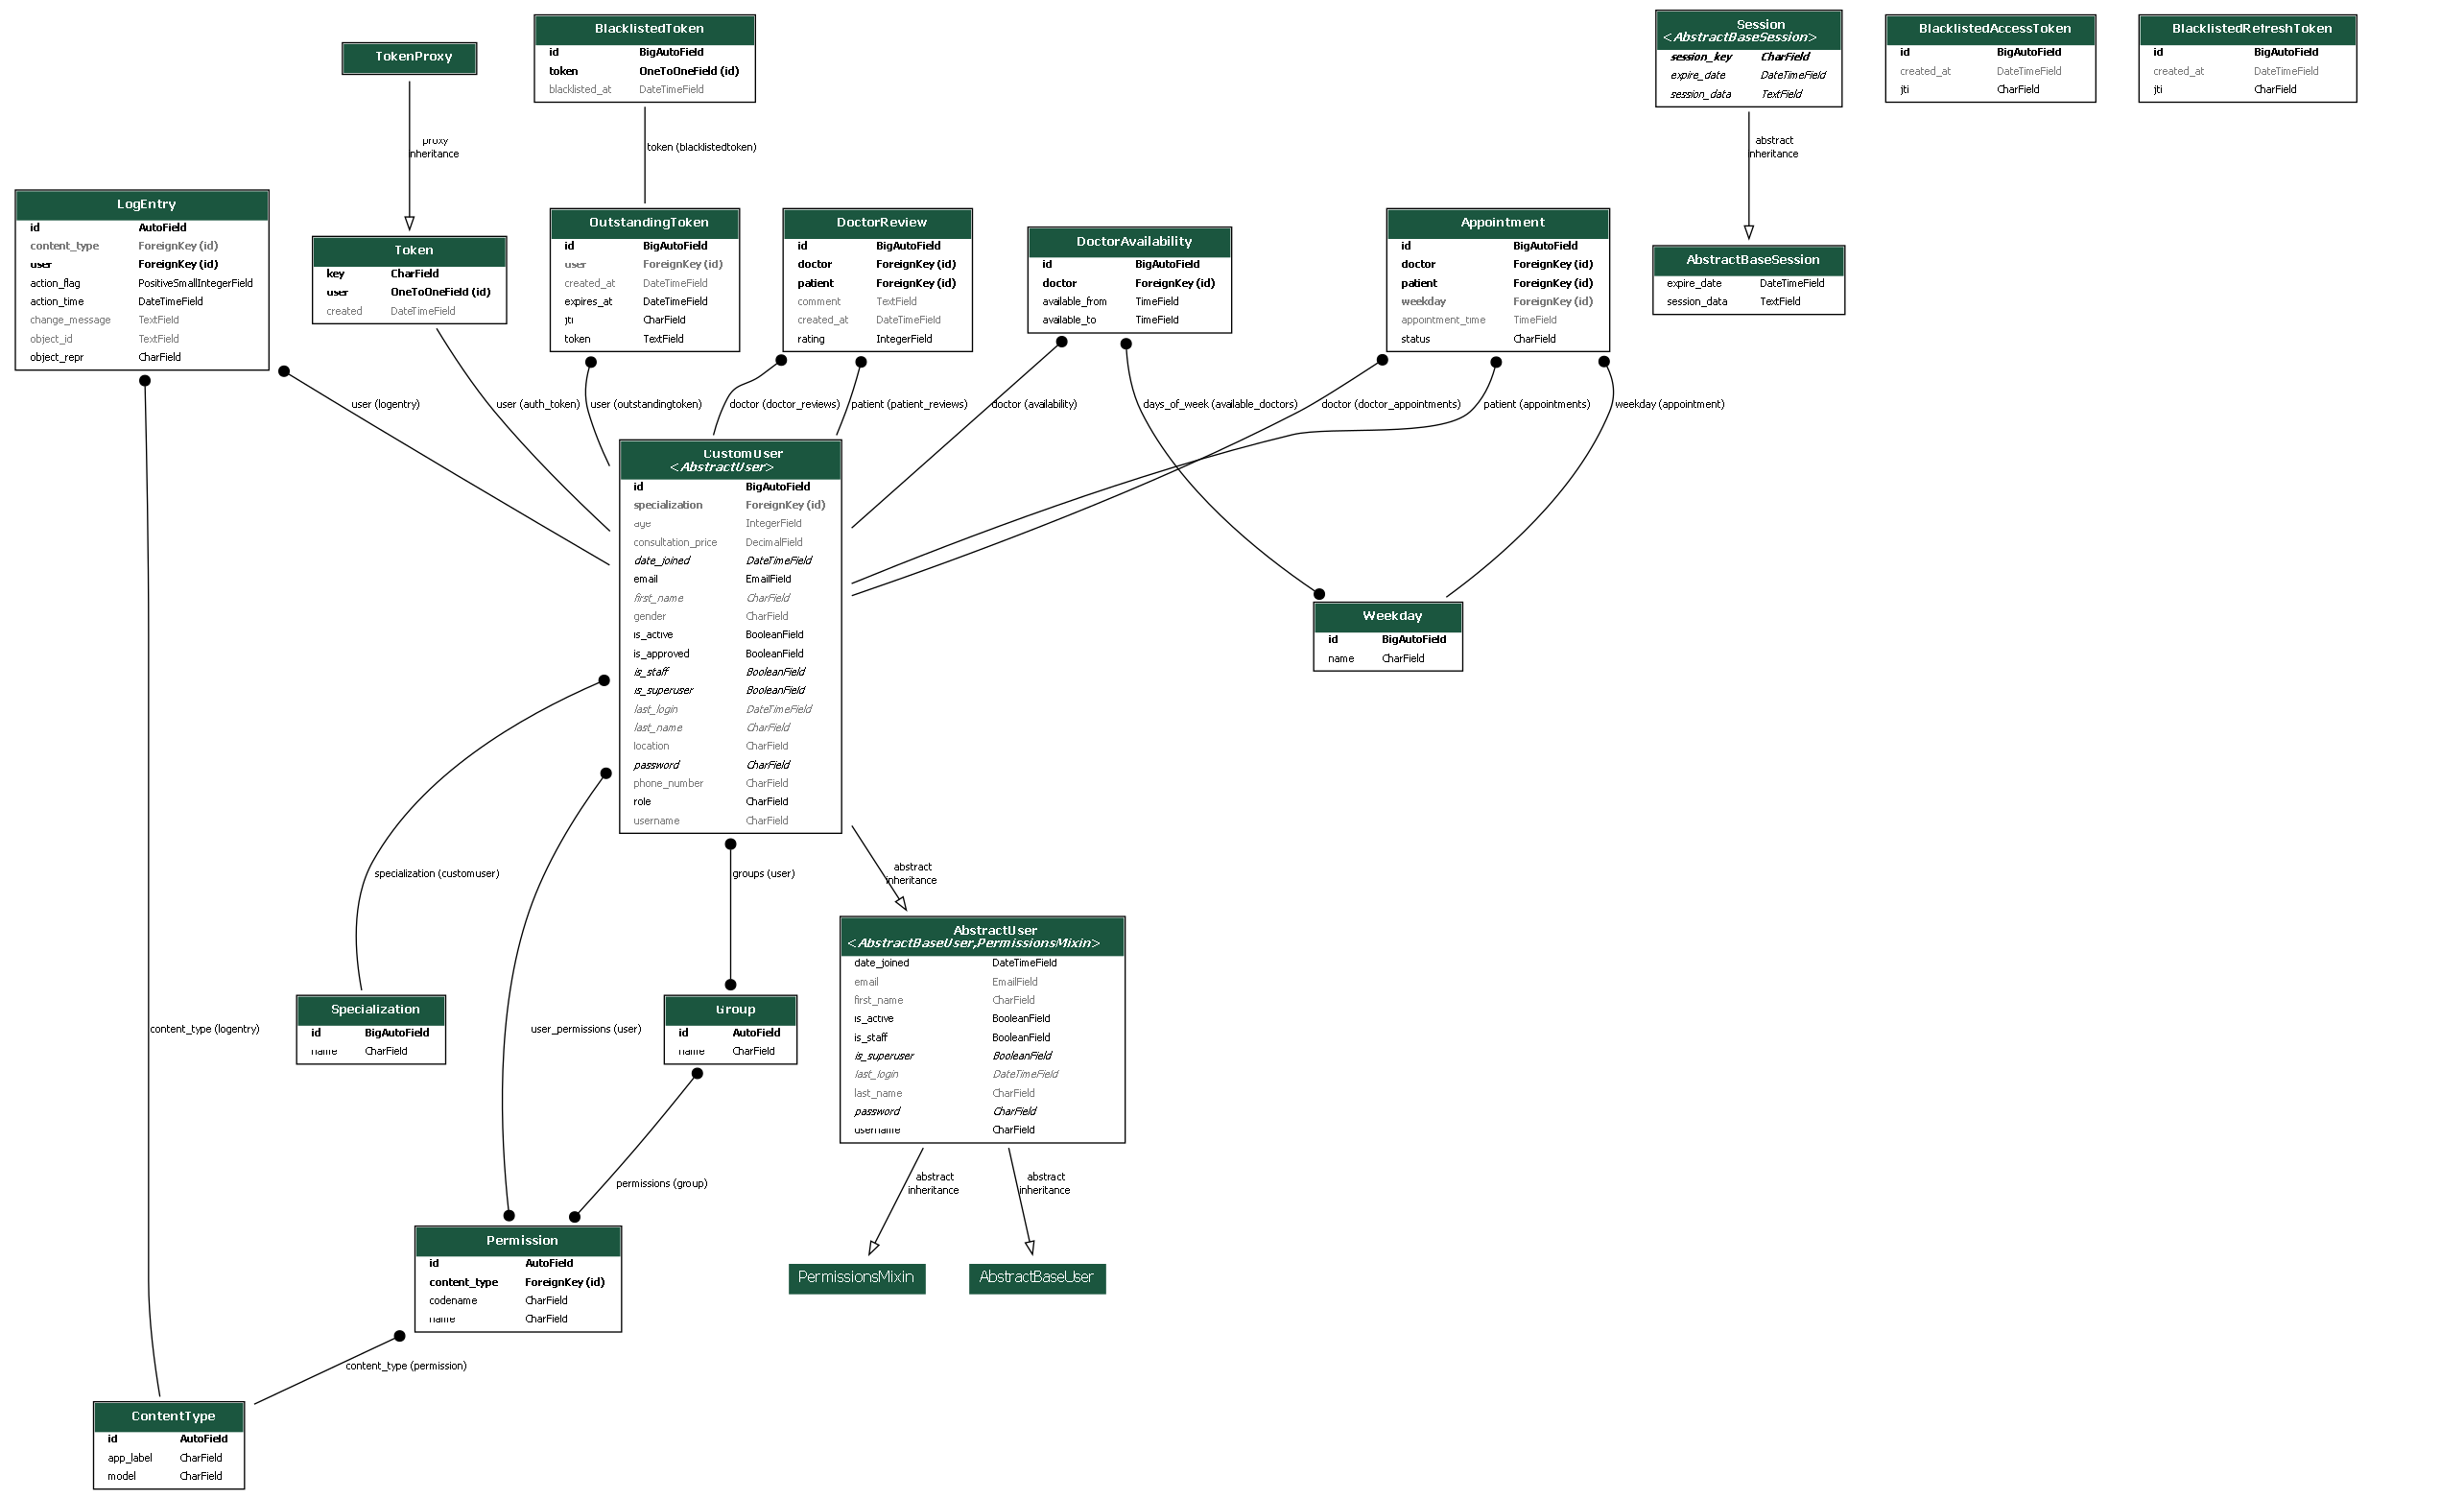 TokenProxy
BlacklistedToken
id BigAutoField
token OneToOneField (id)
blacklisted_at DateTimeField
Session
<AbstractBaseSession>
session_key CharField
expire_date DateTimeField
session_data TextField
BlacklistedAccessToken
id BigAutoField
created_at DateTimeField
jti CharField
BlacklistedRefreshToken
id BigAutoField
created_at DateTimeField
jti CharField
proxy
inheritance
token (blacklistedtoken)
abstract
inheritance
LogEntry
id AutoField
content_type ForeignKey (id)
user ForeignKey (id)
action_flag PositiveSmallIntegerField
action_time DateTimeField
change_message TextField
object_id TextField
object_repr CharField
Token
key CharField
user OneToOneField (id)
created DateTimeField
OutstandingToken
id BigAutoField
user ForeignKey (id)
created_at DateTimeField
expires_at DateTimeField
jti CharField
token TextField
DoctorReview
id BigAutoField
doctor ForeignKey (id)
patient ForeignKey (id)
comment TextField
created_at DateTimeField
rating IntegerField
DoctorAvailability
id BigAutoField
doctor ForeignKey (id)
available_from TimeField
available_to TimeField
Appointment
id BigAutoField
doctor ForeignKey (id)
patient ForeignKey (id)
weekday ForeignKey (id)
appointment_time TimeField
status CharField
AbstractBaseSession
expire_date DateTimeField
session_data TextField
user (logentry)
user (auth_token)
user (outstandingtoken)
doctor (doctor_reviews)
patient (patient_reviews)
doctor (availability)
days_of_week (available_doctors)
doctor (doctor_appointments)
patient (appointments)
weekday (appointment)
CustomUser
<AbstractUser>
id BigAutoField
specialization ForeignKey (id)
age IntegerField
consultation_price DecimalField
date_joined DateTimeField
email EmailField
first_name CharField
gender CharField
is_active BooleanField
is_approved BooleanField
is_staff BooleanField
is_superuser BooleanField
last_login DateTimeField
last_name CharField
location CharField
password CharField
phone_number CharField
role CharField
username CharField
Weekday
id BigAutoField
name CharField
specialization (customuser)
groups (user)
abstract
inheritance
AbstractUser
<AbstractBaseUser,PermissionsMixin>
date_joined DateTimeField
email EmailField
first_name CharField
is_active BooleanField
is_staff BooleanField
is_superuser BooleanField
last_login DateTimeField
last_name CharField
password CharField
username CharField
content_type (logentry)
Specialization
id BigAutoField
name CharField
user_permissions (user)
Group
id AutoField
name CharField
permissions (group)
abstract
inheritance
abstract
inheritance
Permission
id AutoField
content_type ForeignKey (id)
codename CharField
name CharField
PermissionsMixin
AbstractBaseUser
content_type (permission)
ContentType
id AutoField
app_label CharField
model CharField